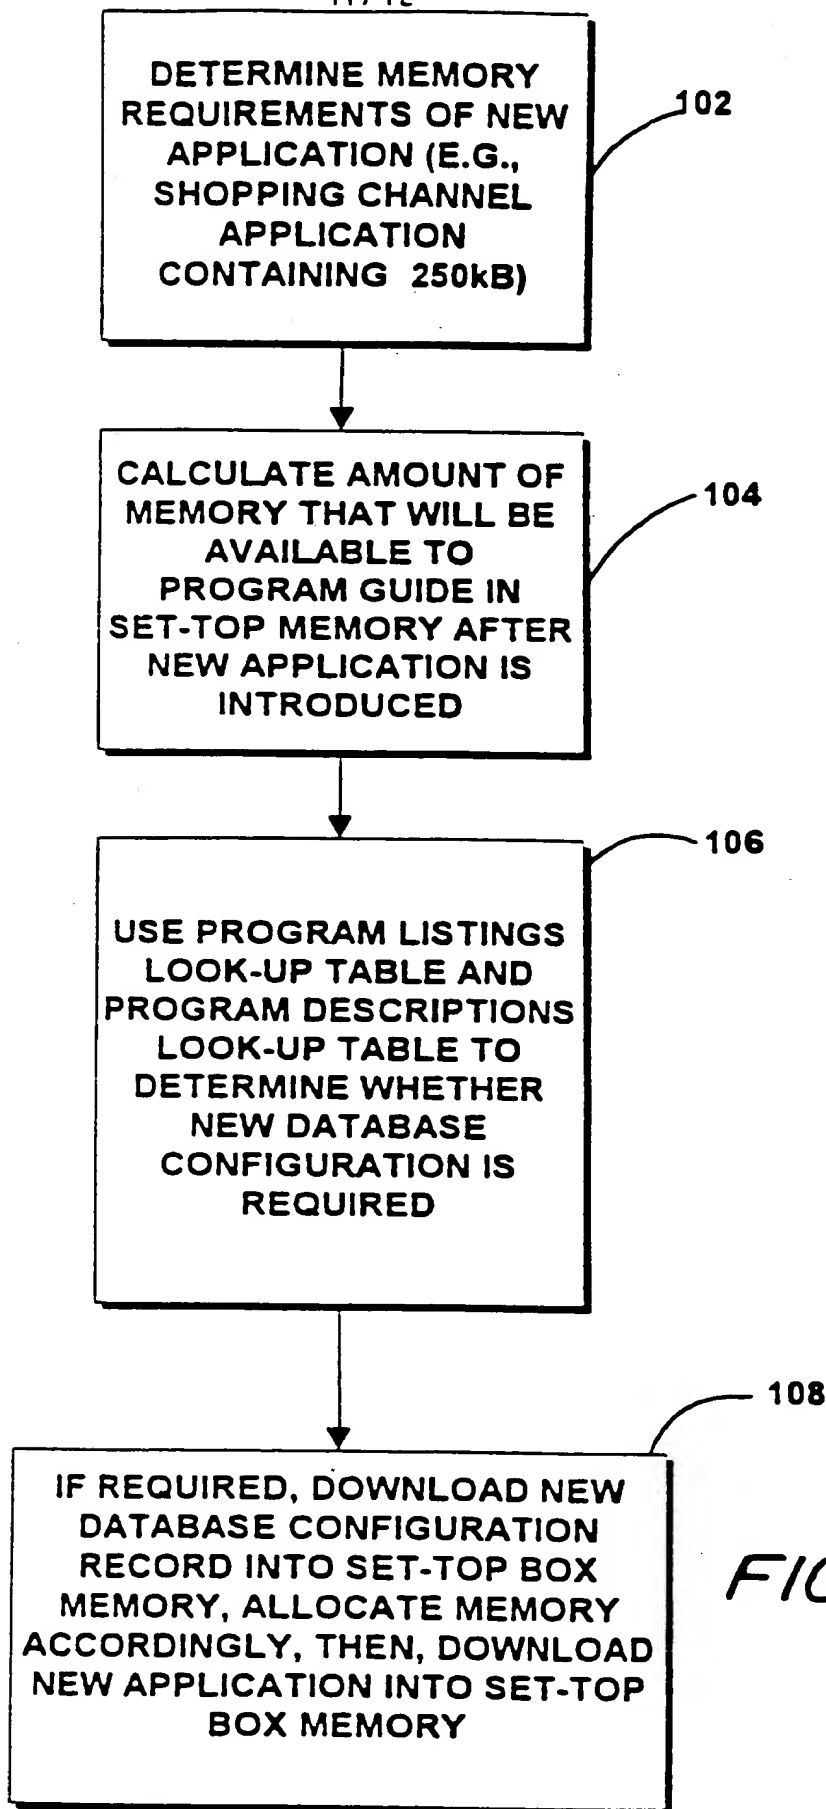 DETERMINE MEMORY
REQUIREMENTS OF NEW
APPLICATION (E.G.,
SHOPPING CHANNEL
APPLICATION
CONTAINING 250kB)
102
CALCULATE AMOUNT OF
MEMORY THAT WILL BE
AVAILABLE TO
PROGRAM GUIDE IN
SET-TOP MEMORY AFTER
NEW APPLICATION IS
INTRODUCED
104
106
USE PROGRAM LISTINGS
LOOK-UP TABLE AND
PROGRAM DESCRIPTIONS
LOOK-UP TABLE TO
DETERMINE WHETHER
NEW DATABASE
CONFIGURATION IS
REQUIRED
108
IF REQUIRED, DOWNLOAD NEW
DATABASE CONFIGURATION
RECORD INTO SET-TOP BOX
MEMORY, ALLOCATE MEMORY
ACCORDINGLY, THEN, DOWNLOAD
NEW APPLICATION INTO SET-TOP
BOX MEMORY